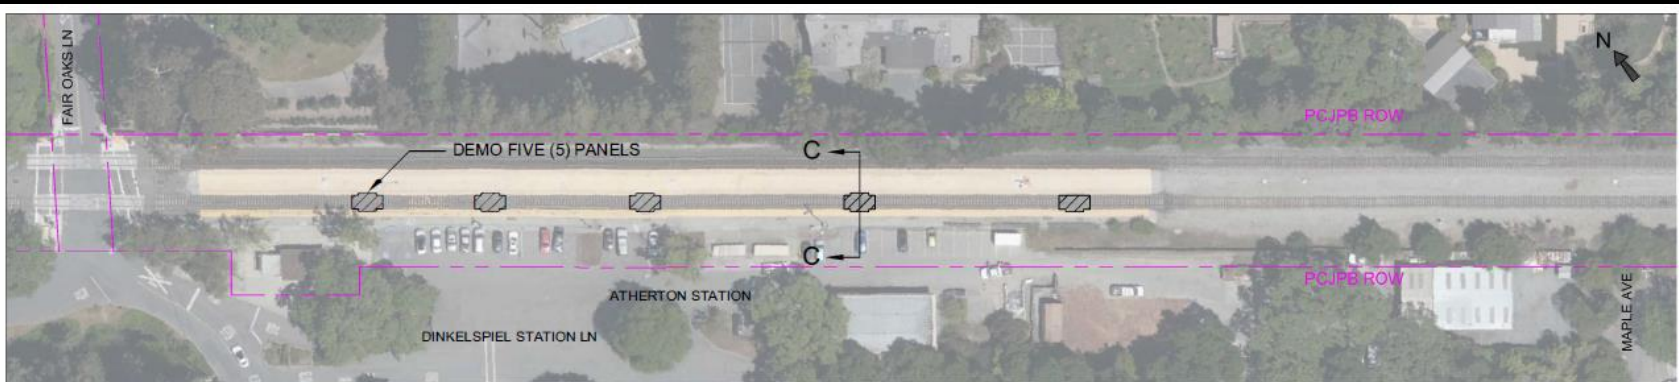 FAIR OAKS LN
N
PCJPB ROW
DEMO FIVE (5) PANELS
C
C
PCJPB ROW
ATHERTON STATION
DINKELSPIEL STATION LN
MAPLE AVE